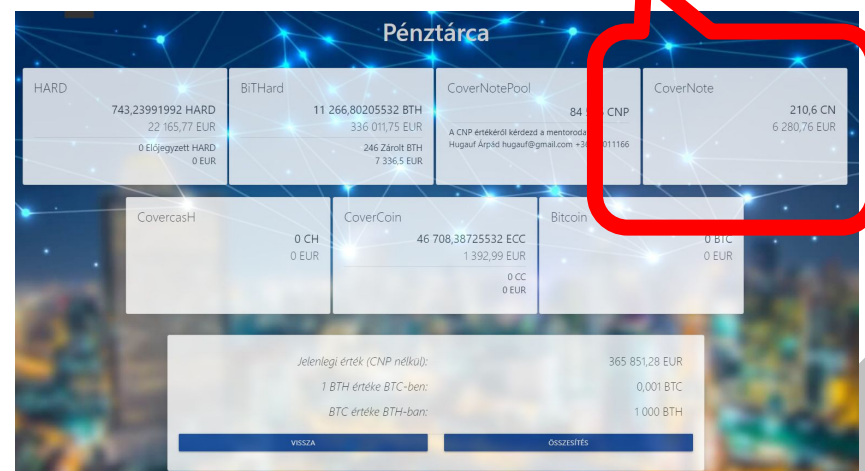 Pénztárca
HARD
743,23991992 HARD
22 165,77 EUR
0 Előjegyzett HARD
0 EUR
BiTHard
11 266,80205532 BTH
336 011,75 EUR
246 Zárolt BTH
7 336,5 EUR
CoverNotePool
84 CNP
A CNP értékéről kérdezd a mentorodat
Hugauf Árpád hugauf@gmail.com 011166
CoverNote
210,6 CN
6 280,76 EUR
CovercasH
0 CH
0 EUR
CoverCoin
46 708,38725532 ECC
1 392,99 EUR
0 CC
0 EUR
Bitcoin
0 BTC
0 EUR
Jelenlegi érték (CNP nélkül): 365 851,28 EUR
1 BTH értéke BTC-ben: 0,001 BTC
BTC értéke BTH-ban: 1 000 BTH
VISSZA ÖSSZESÍTÉS